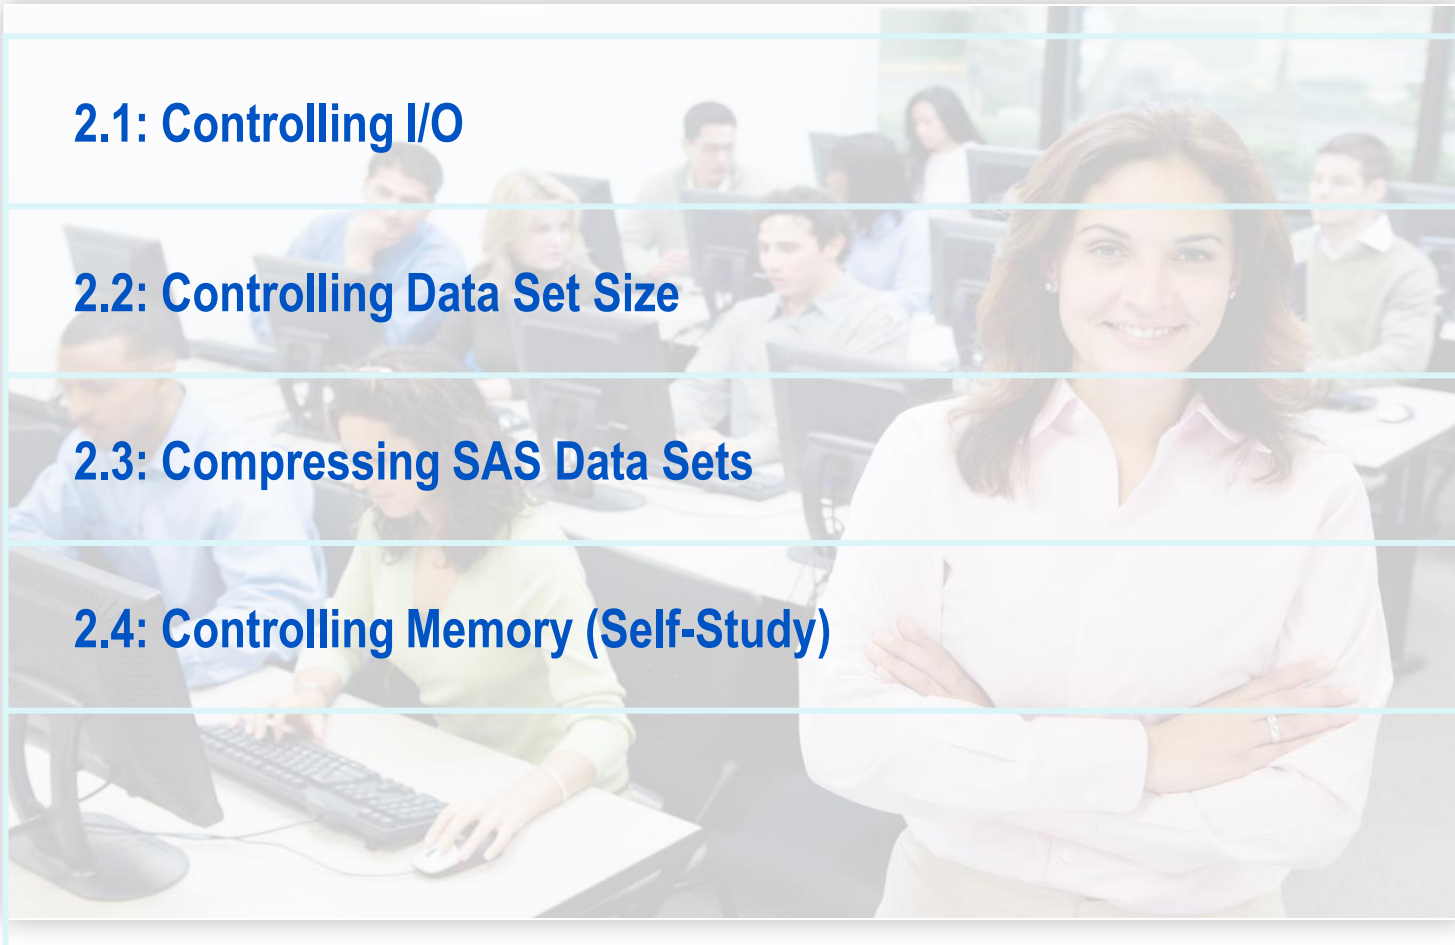 2.1: Controlling I/O
2.2: Controlling Data Set Size
2.3: Compressing SAS Data Sets
2.4: Controlling Memory (Self-Study)